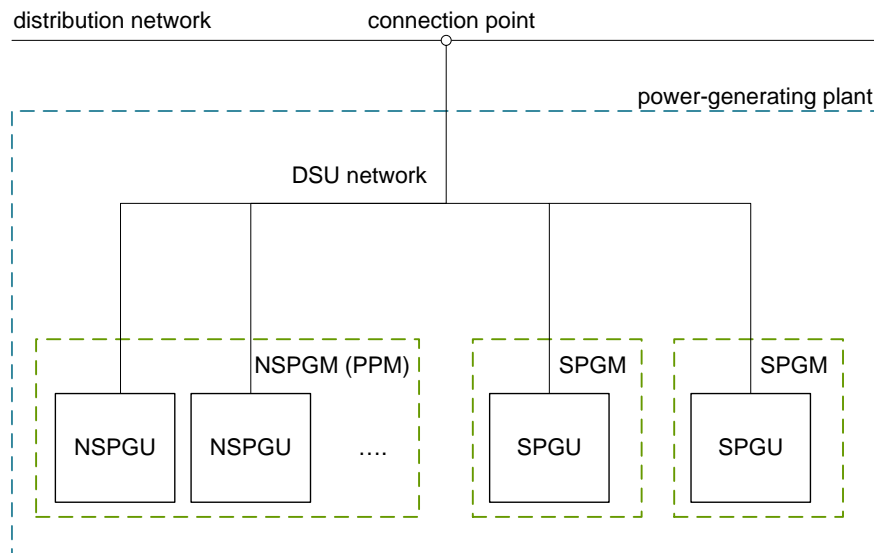 distribution network
connection point
power-generating plant
DSU network
NSPGM (PPM)
SPGM
SPGM
NSPGU
NSPGU
....
SPGU
SPGU